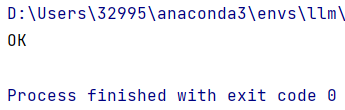 D:\Users\32995\anaconda3\envs\llm\
OK
Process finished with exit code 0